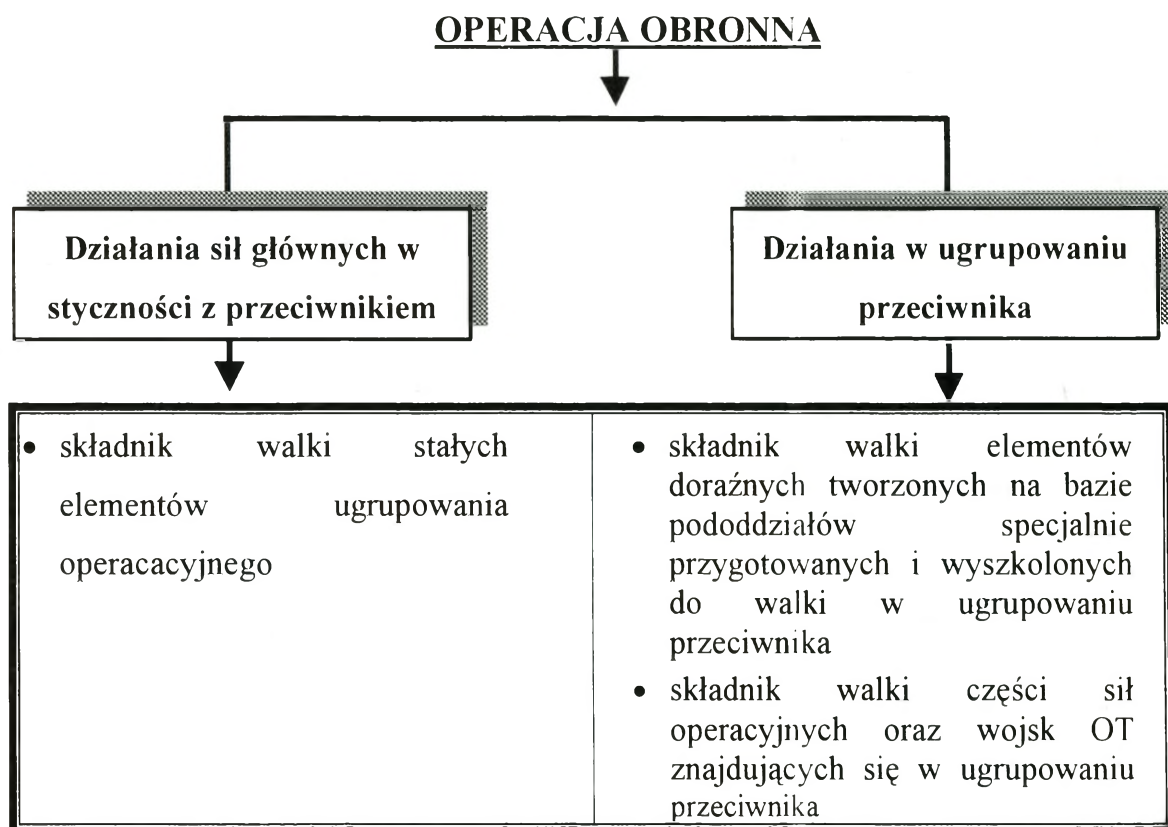 OPERACJA OBRONNA
Działania sił głównych w
styczności z przeciwnikiem
Działania w ugrupowaniu
przeciwnika
• składnik walki stałych
elementów ugrupowania
operacacyjnego
• składnik walki elementów
doraźnych tworzonych na bazie
pododdziałów specjalnie
przygotowanych i wyszkolonych
do walki w ugrupowaniu
przeciwnika
• składnik walki części sił
operacyjnych oraz wojsk OT
znajdujących się w ugrupowaniu
przeciwnika